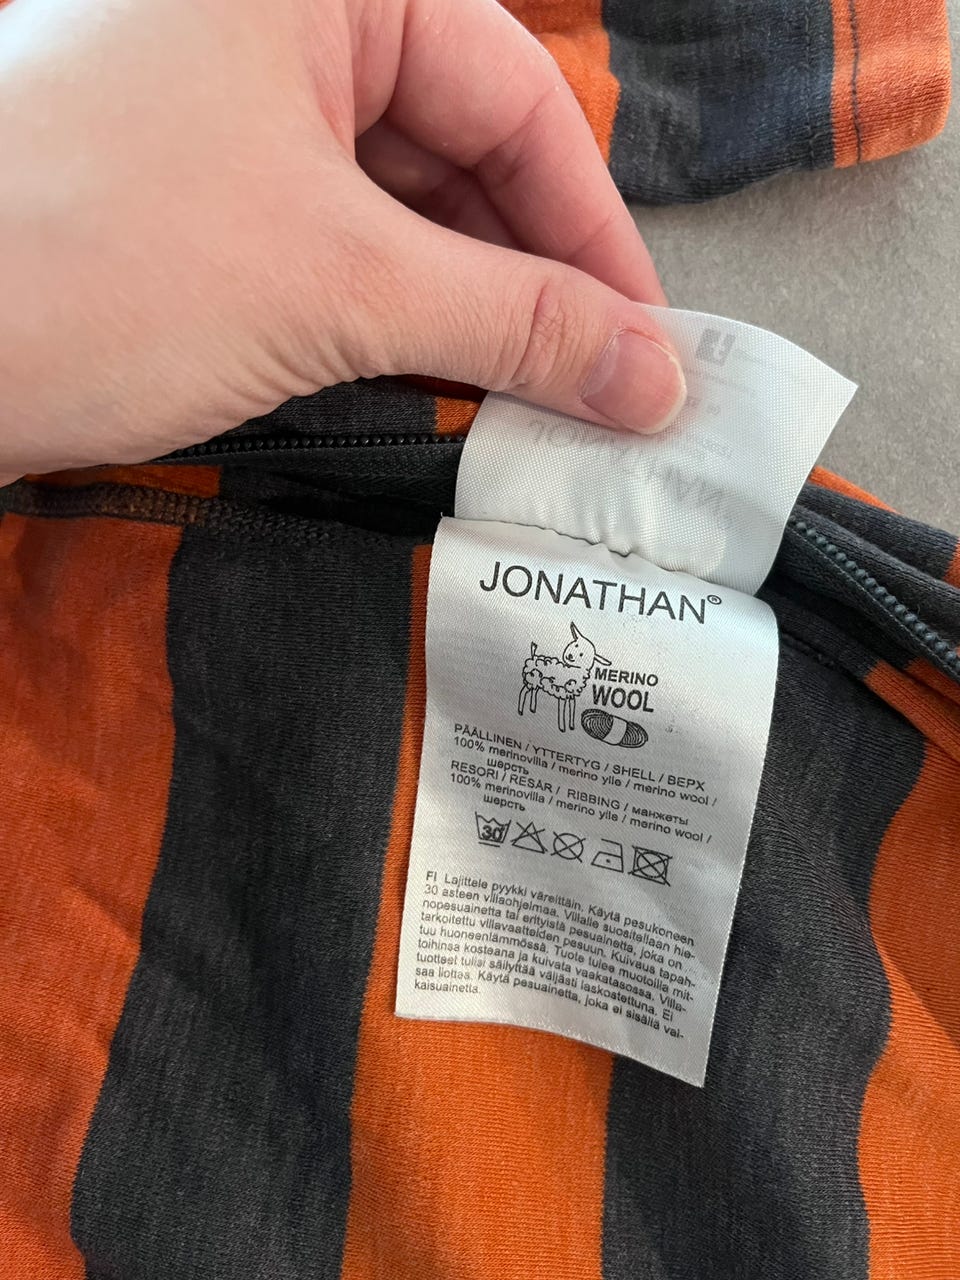 JONATHAN®
MERINO
WOOL
PÄÄLLINEN / YTTERTYG / SHELL / ВЕРХ
100% merinovilla / merino ylle / merino wool /
шерсть
RESORI / RESÅR / RIBBING / манжеты
100% merinovilla / merino ylle / merino wool /
шерсть
30
FI Lajittele pyykki väreittäin. Käytä pesukoneen
30 asteen villaohjelmaa. Villalle suositellaan hie-
nopesuainetta tai erityistä pesuainetta, joka on
tarkoitettu villavaatteiden pesuun. Kuivaus tapah-
tuu huoneenlämmössä. Tuote tulee muotoilla mit-
toihinsa kosteana ja kuivata vaakatasossa. Villa-
tuotteet tulisi säilyttää väljästi laskostettuna. Ei
saa liottaa. Käytä pesuainetta, joka ei sisällä val-
kaisuainetta.